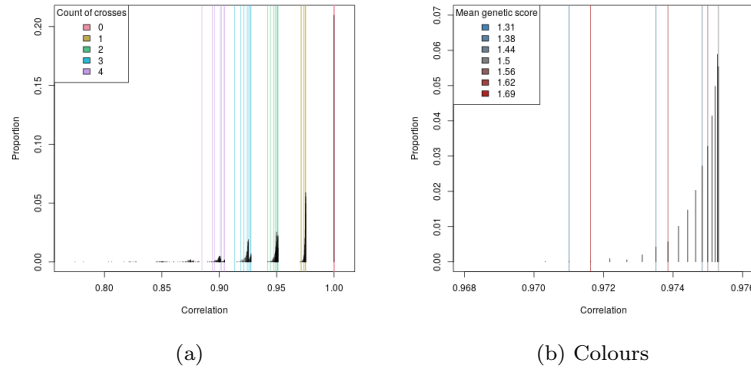 Count of crosses
0
1
2
3
4
Proportion
0.20
0.15
0.10
0.05
0.00
0.80 0.85 0.90 0.95 1.00
Correlation
(a)
Mean genetic score
1.31
1.38
1.44
1.5
1.56
1.62
1.69
Proportion
0.07
0.06
0.05
0.04
0.03
0.02
0.01
0.00
0.968 0.970 0.972 0.974 0.976
Correlation
(b) Colours